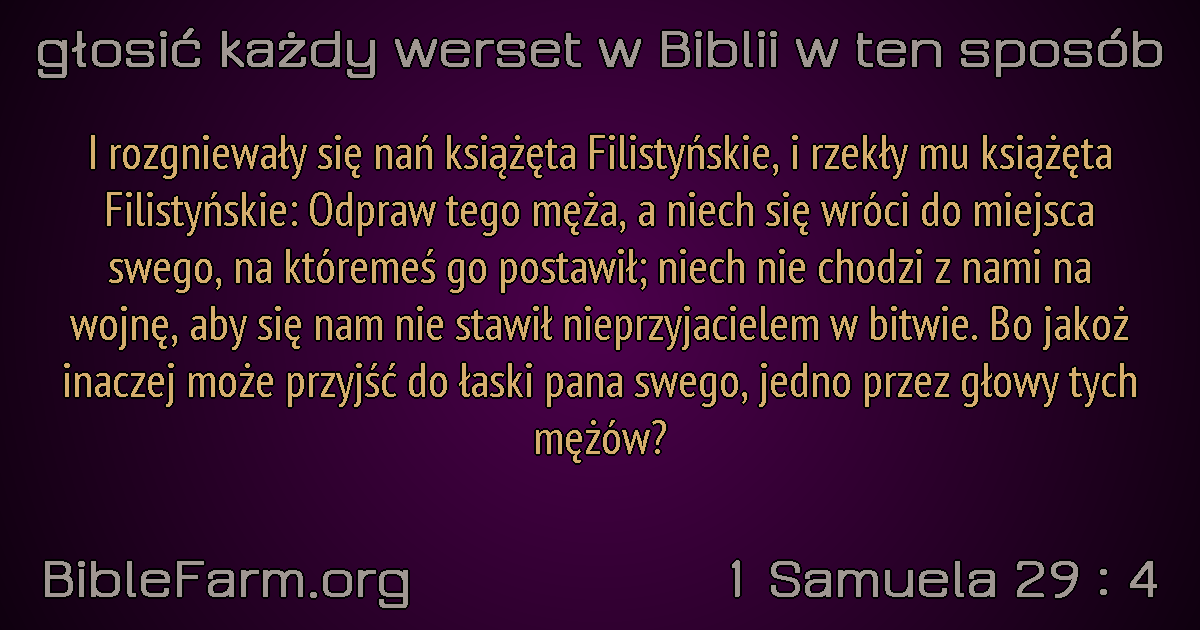 głosić każdy werset w Biblii w ten sposób
I rozgniewały się nań książęta Filistyńskie, i rzekły mu książęta
Filistyńskie: Odpraw tego męża, a niech się wróci do miejsca
swego, na któremeś go postawił; niech nie chodzi z nami na
wojnę, aby się nam nie stawił nieprzyjacielem w bitwie. Bo jakoż
inaczej może przyjść do łaski pana swego, jedno przez głowy tych
mężów?
BibleFarm.org
1 Samuela 29 : 4